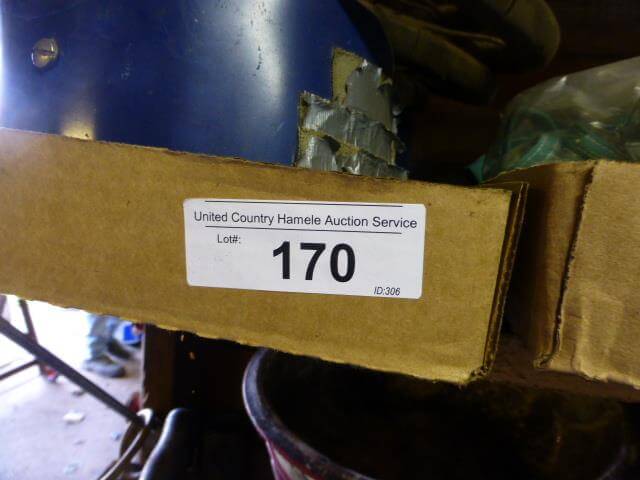 United Country Hamele Auction Service
Lot#:
170
ID:306